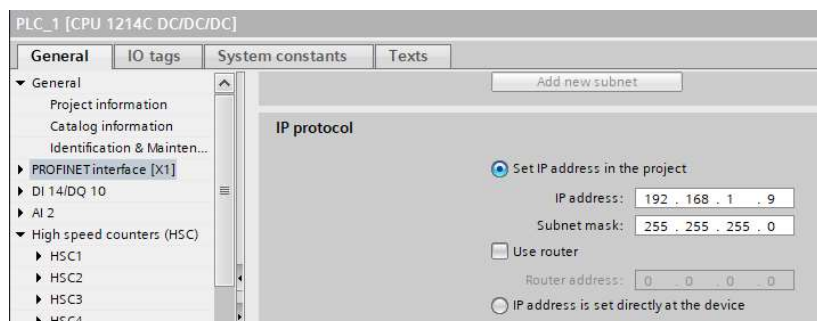 PLC_1 [CPU 1214C DC/DC/DC]
General IO tags System constants Texts
General
Project information
Catalog information
Identification & Mainten...
PROFINET interface [X1]
DI 14/DQ 10
AI 2
High speed counters (HSC)
HSC1
HSC2
HSC3
HSC4
Add new subnet
IP protocol
Set IP address in the project
IP address: 192 . 168 . 1 . 9
Subnet mask: 255 . 255 . 255 . 0
Use router
Router address: 0 . 0 . 0 . 0
IP address is set directly at the device